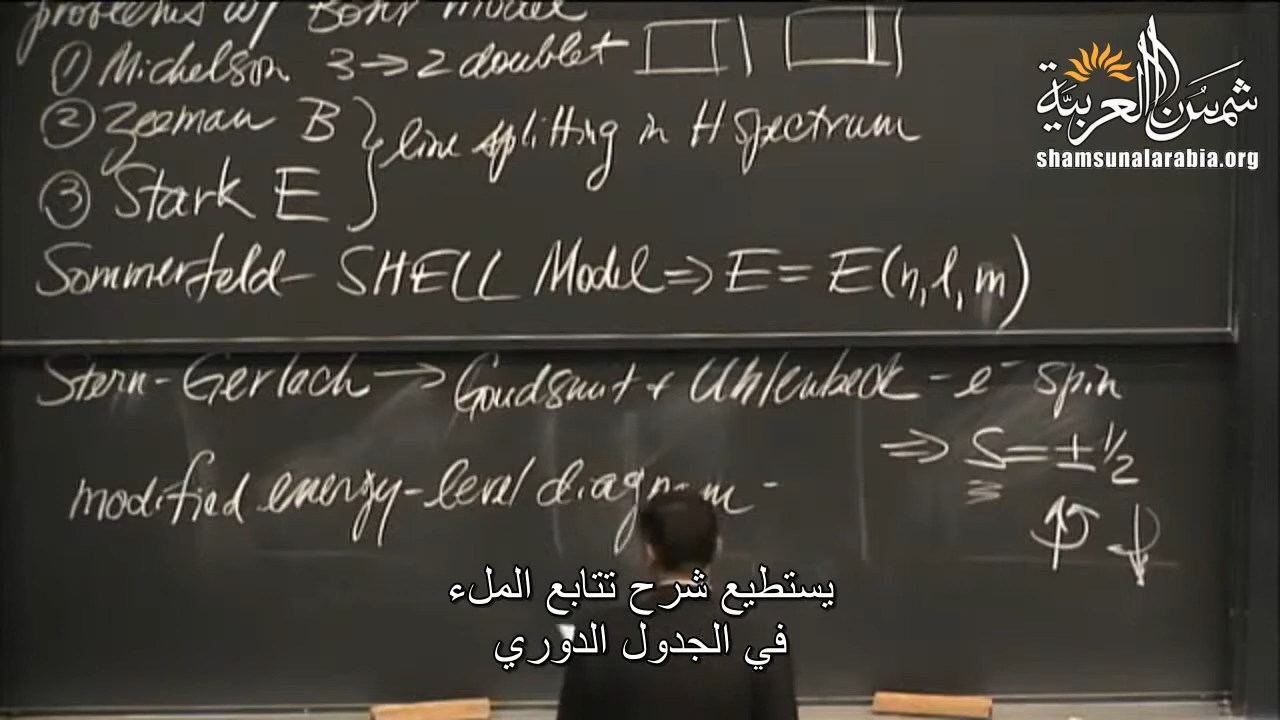 problems w/ Bohr model
① Michelson 3→2 doublet
② Zeeman B } line splitting in H spectrum
③ Stark E
Sommerfeld- SHELL Model ⇒ E = E(n, l, m)
Stern-Gerlach → Goudsmit + Uhlenbeck - e⁻ spin
⇒ S = ± 1/2
modified energy-level diagram -
شمسُ العربيّة
shamsunalarabia.org
يستطيع شرح تتابع الملء
في الجدول الدوري